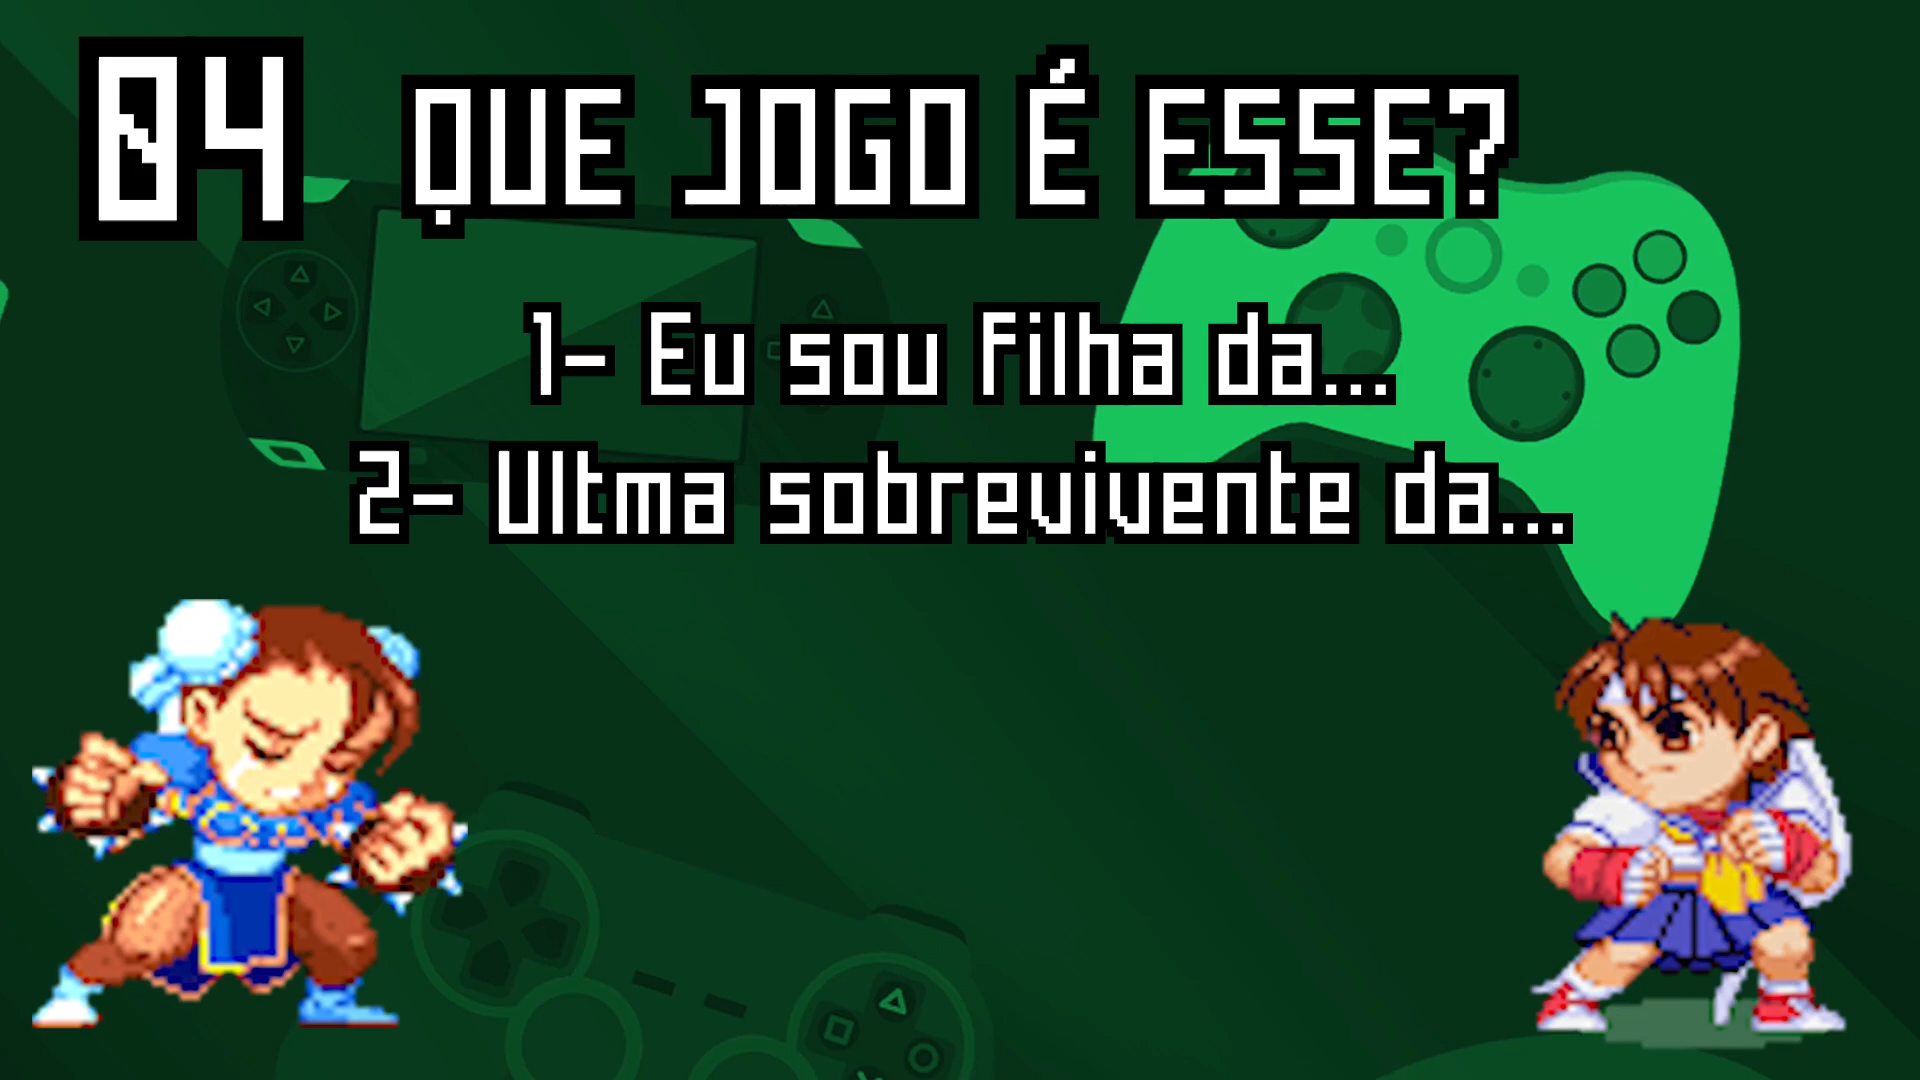 04 QUE JOGO É ESSE?
1- Eu sou filha da...
2- Ultma sobrevivente da...